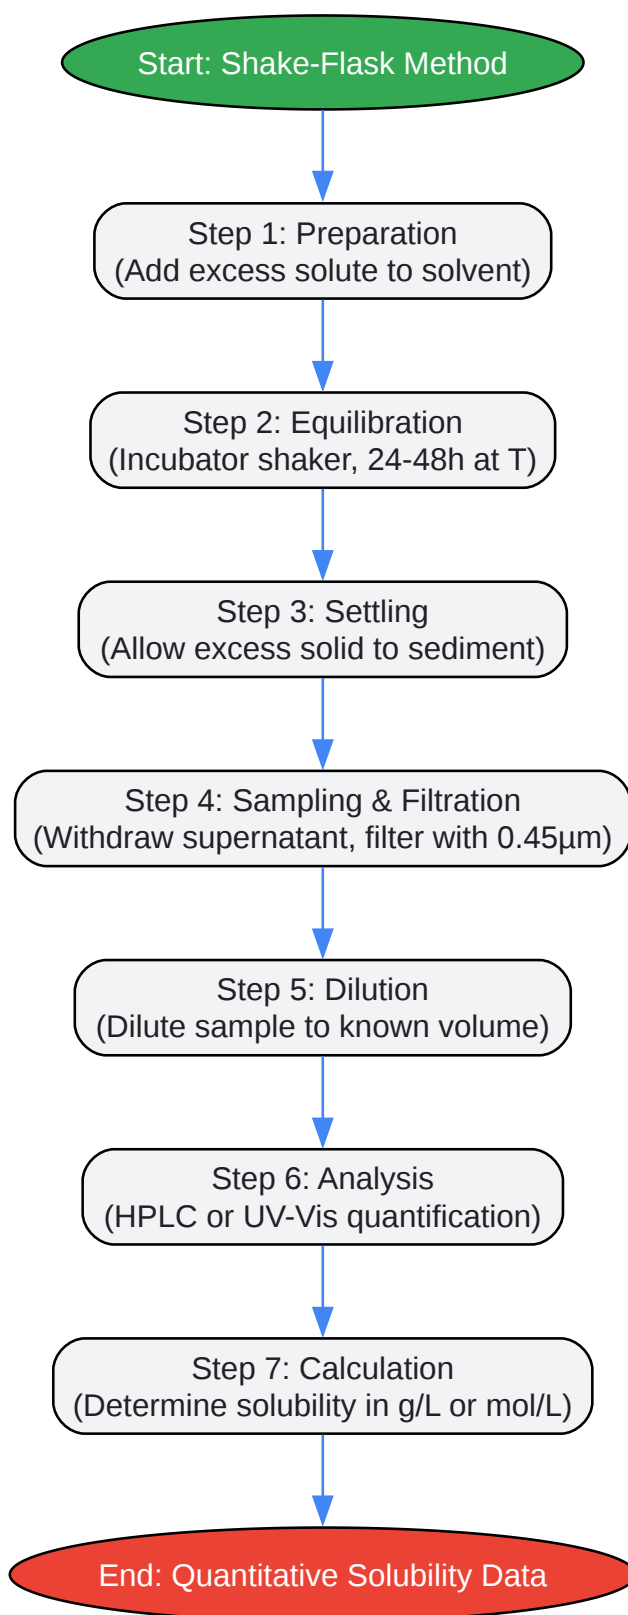 Start: Shake-Flask Method
Step 1: Preparation
(Add excess solute to solvent)
Step 2: Equilibration
(Incubator shaker, 24-48h at T)
Step 3: Settling
(Allow excess solid to sediment)
Step 4: Sampling & Filtration
(Withdraw supernatant, filter with 0.45µm)
Step 5: Dilution
(Dilute sample to known volume)
Step 6: Analysis
(HPLC or UV-Vis quantification)
Step 7: Calculation
(Determine solubility in g/L or mol/L)
End: Quantitative Solubility Data